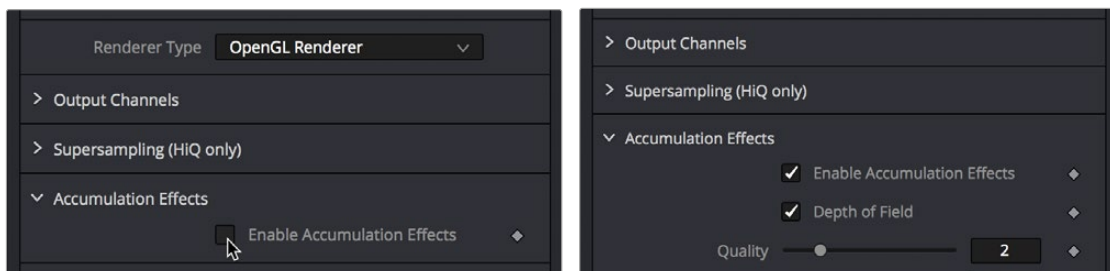 Renderer Type OpenGL Renderer
Output Channels
Supersampling (HiQ only)
Accumulation Effects
Enable Accumulation Effects
Output Channels
Supersampling (HiQ only)
Accumulation Effects
Enable Accumulation Effects
Depth of Field
Quality 2